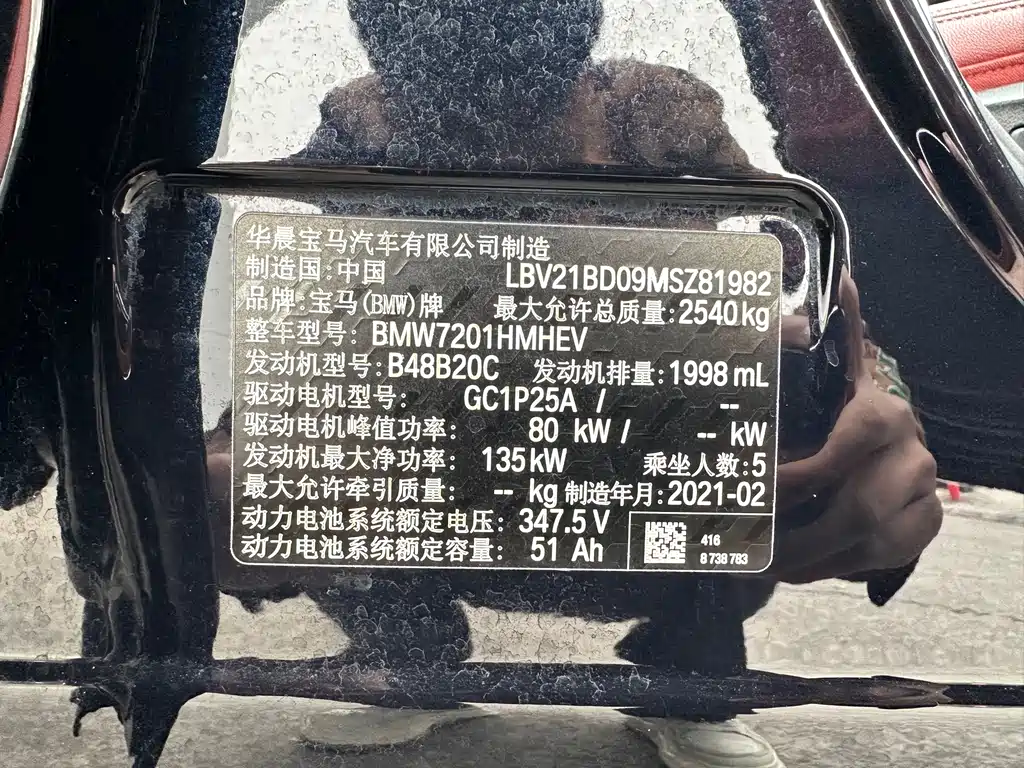 华晨宝马汽车有限公司制造
制造国:中国 LBV21BD09MSZ81982
品牌:宝马(BMW)牌 最大允许总质量:2540kg
整车型号: BMW7201HMHEV
发动机型号:B48B20C 发动机排量:1998mL
驱动电机型号: GC1P25A / --
驱动电机峰值功率: 80 kW / -- kW
发动机最大净功率: 135kW 乘坐人数:5
最大允许牵引质量: -- kg 制造年月:2021-02
动力电池系统额定电压: 347.5 V
动力电池系统额定容量: 51 Ah
416
8 738 783